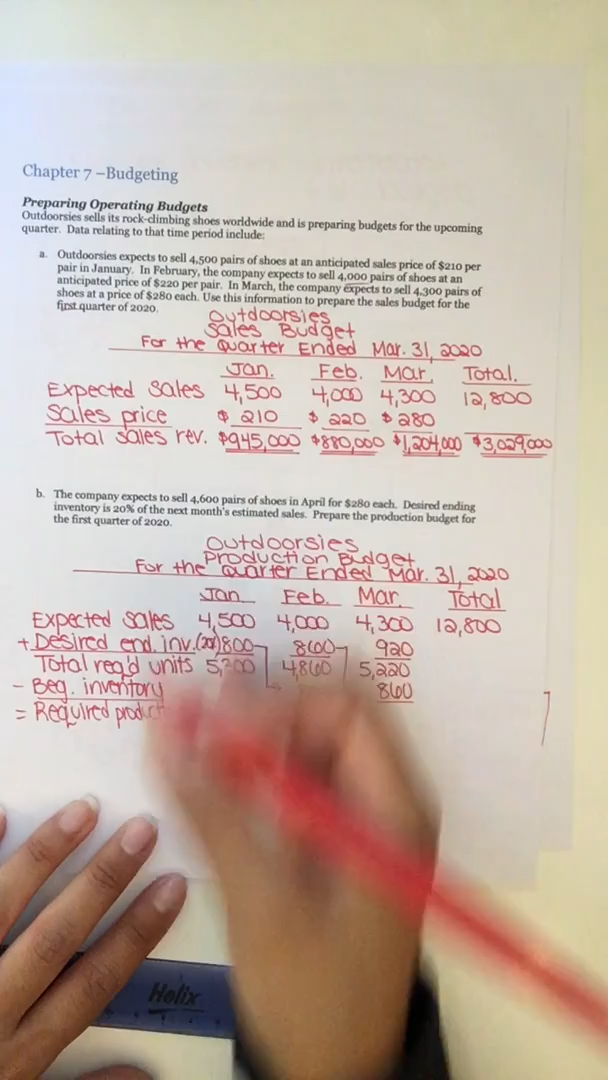 Chapter 7 –Budgeting
Preparing Operating Budgets
Outdoorsies sells its rock-climbing shoes worldwide and is preparing budgets for the upcoming
quarter. Data relating to that time period include:
a. Outdoorsies expects to sell 4,500 pairs of shoes at an anticipated sales price of $210 per
pair in January. In February, the company expects to sell 4,000 pairs of shoes at an
anticipated price of $220 per pair. In March, the company expects to sell 4,300 pairs of
shoes at a price of $280 each. Use this information to prepare the sales budget for the
first quarter of 2020.
Outdoorsies
Sales Budget
For the Quarter Ended Mar. 31, 2020
Jan. Feb. Mar. Total.
Expected Sales 4,500 4,000 4,300 12,800
Sales price $ 210 $ 220 $ 280
Total sales rev. $945,000 $880,000 $1,204,000 $3,029,000
b. The company expects to sell 4,600 pairs of shoes in April for $280 each. Desired ending
inventory is 20% of the next month's estimated sales. Prepare the production budget for
the first quarter of 2020.
Outdoorsies
Production Budget
For the Quarter Ended Mar. 31, 2020
Jan Feb. Mar. Total
Expected Sales 4,500 4,000 4,300 12,800
+ Desired end. inv. 800 860 920
Total req'd units 5,300 4,860 5,220
- Beg. inventory 860
= Required
Helix